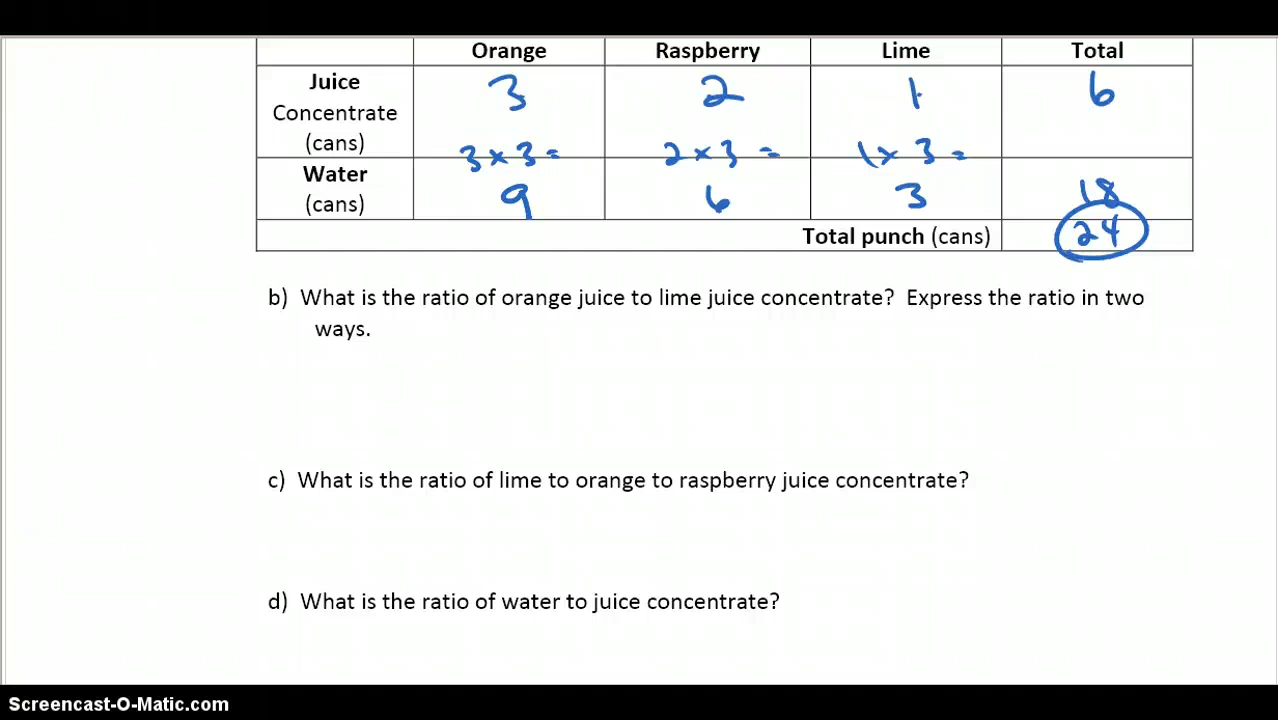 Orange Raspberry Lime Total
Juice
Concentrate
(cans)
3 2 1 6
3 x 3 = 2 x 3 = 1 x 3 =
Water
(cans)
9 6 3 18
Total punch (cans) 24
b) What is the ratio of orange juice to lime juice concentrate? Express the ratio in two
ways.
c) What is the ratio of lime to orange to raspberry juice concentrate?
d) What is the ratio of water to juice concentrate?
Screencast-O-Matic.com